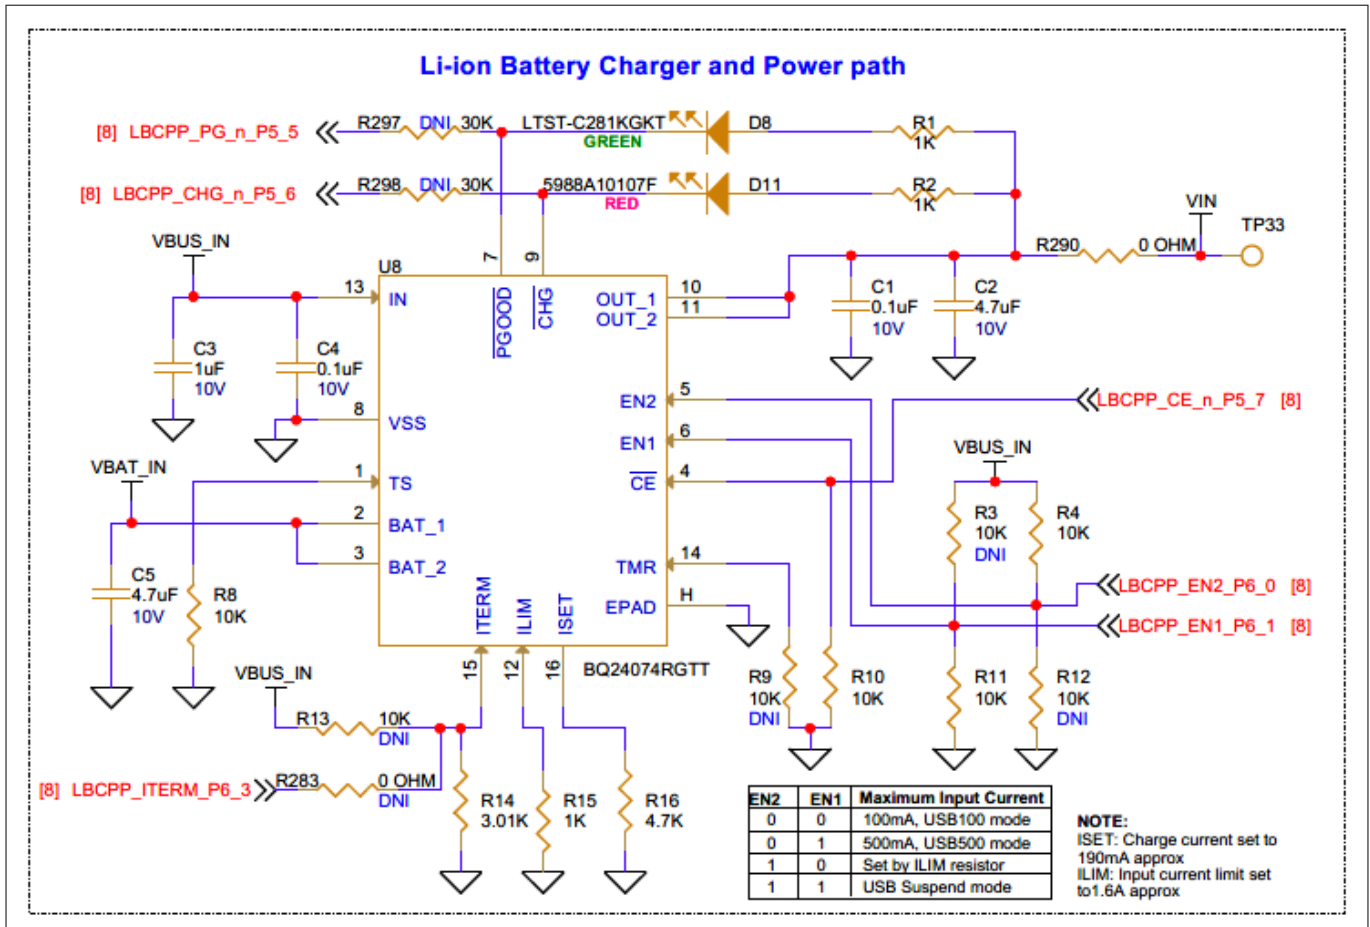 Li-ion Battery Charger and Power path
[8] LBCPP_PG_n_P5_5
R297
DNI
30K
LTST-C281KGKT
GREEN
D8
R1
1K
[8] LBCPP_CHG_n_P5_6
R298
DNI
30K
5988A10107F
RED
D11
R2
1K
VIN
TP33
R290
0 OHM
VBUS_IN
U8
7
9
13
IN
PGOOD
CHG
OUT_1
10
OUT_2
11
C1
0.1uF
10V
C2
4.7uF
10V
C3
1uF
10V
C4
0.1uF
10V
8
VSS
EN2
5
LBCPP_CE_n_P5_7 [8]
EN1
6
VBAT_IN
1
TS
CE
4
VBUS_IN
2
BAT_1
R3
10K
DNI
R4
10K
3
BAT_2
TMR
14
C5
4.7uF
10V
R8
10K
ITERM
ILIM
ISET
EPAD
H
LBCPP_EN2_P6_0 [8]
LBCPP_EN1_P6_1 [8]
15
12
16
BQ24074RGTT
VBUS_IN
R9
10K
DNI
R10
10K
R11
10K
R12
10K
DNI
R13
10K
DNI
[8] LBCPP_ITERM_P6_3
R283
0 OHM
DNI
R14
3.01K
R15
1K
R16
4.7K
EN2 EN1 Maximum Input Current
0 0 100mA, USB100 mode
0 1 500mA, USB500 mode
1 0 Set by ILIM resistor
1 1 USB Suspend mode
NOTE:
ISET: Charge current set to
190mA approx
ILIM: Input current limit set
to1.6A approx